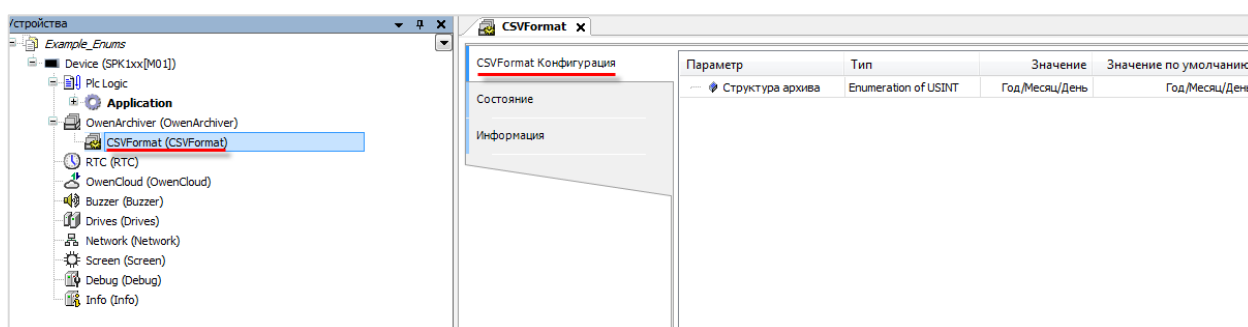 Устройства
Example_Enums
Device (SPK1xx[M01])
Plc Logic
Application
OwenArchiver (OwenArchiver)
CSVFormat (CSVFormat)
RTC (RTC)
OwenCloud (OwenCloud)
Buzzer (Buzzer)
Drives (Drives)
Network (Network)
Screen (Screen)
Debug (Debug)
Info (Info)
CSVFormat
CSVFormat Конфигурация
Состояние
Информация
Параметр Тип Значение Значение по умолчанию
Структура архива Enumeration of USINT Год/Месяц/День Год/Месяц/День